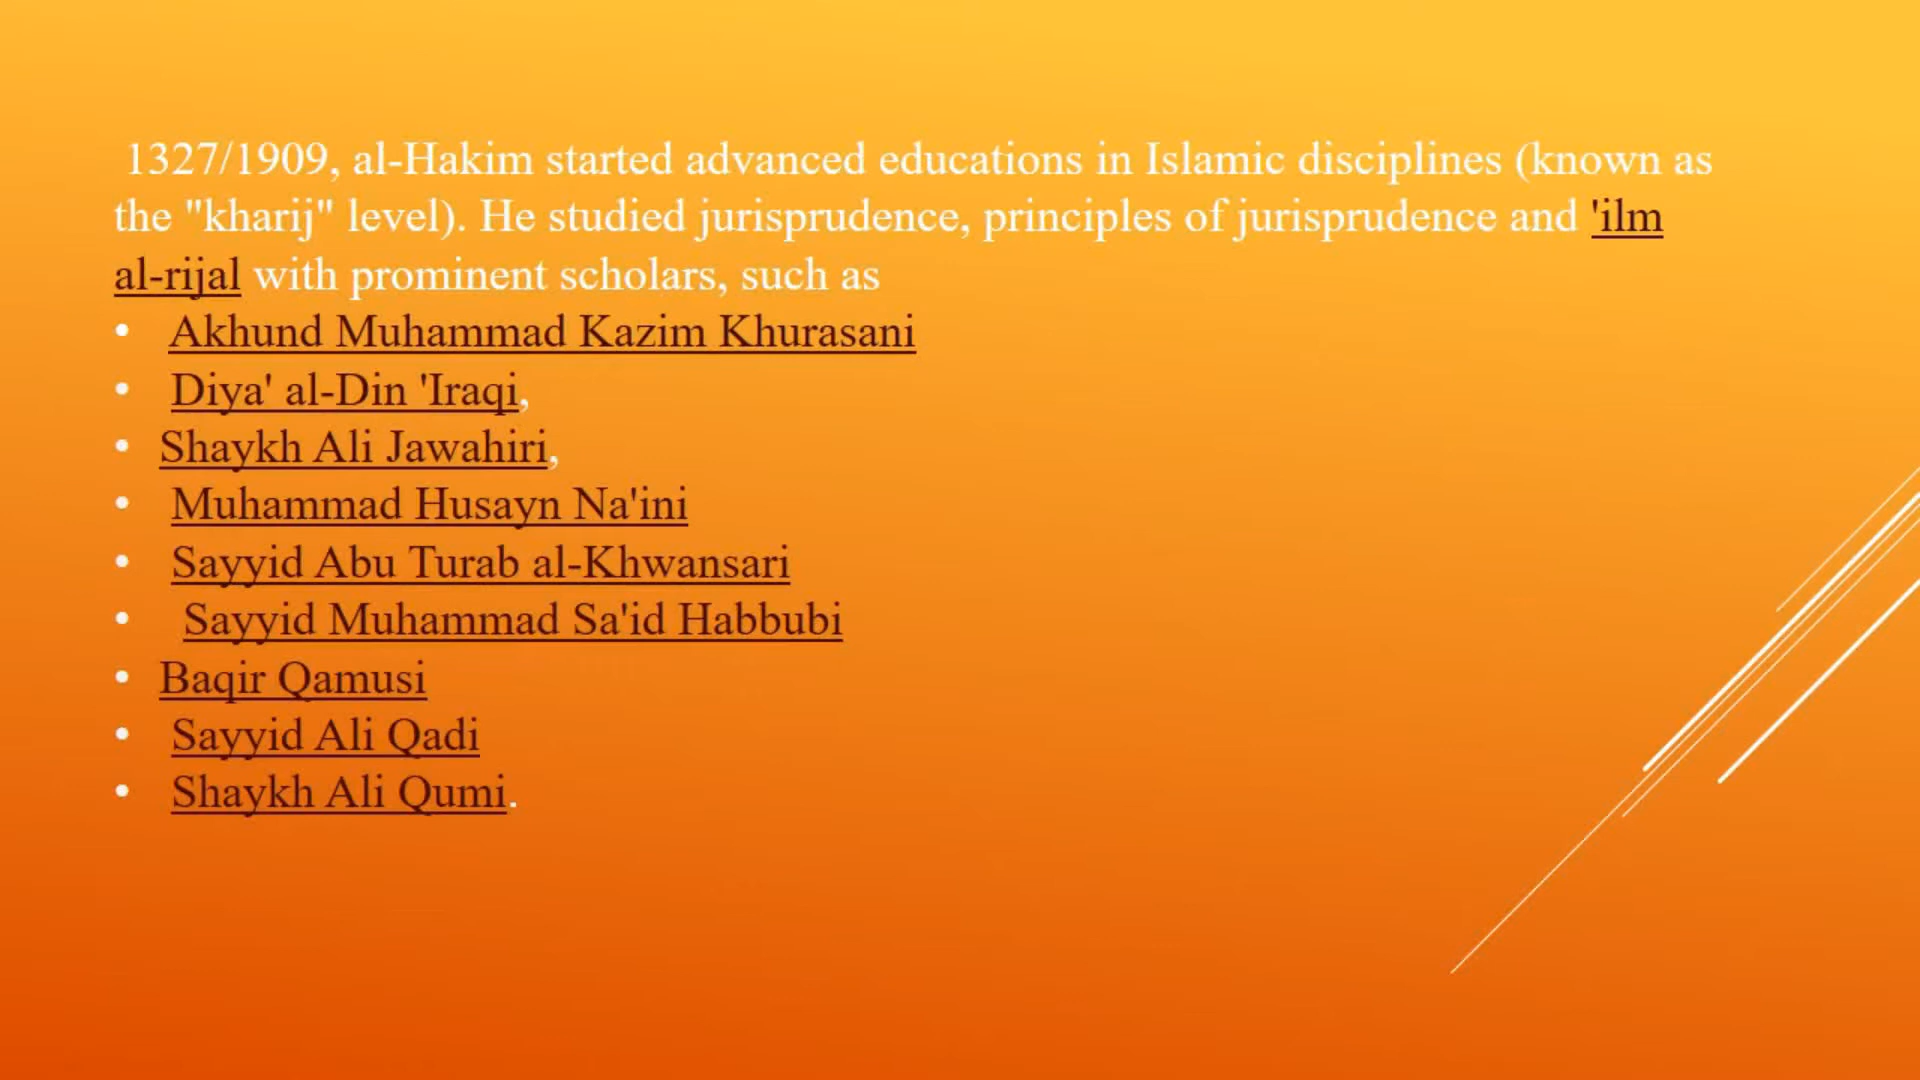 1327/1909, al-Hakim started advanced educations in Islamic disciplines (known as
the "kharij" level). He studied jurisprudence, principles of jurisprudence and 'ilm
al-rijal with prominent scholars, such as
• Akhund Muhammad Kazim Khurasani
• Diya' al-Din 'Iraqi,
• Shaykh Ali Jawahiri,
• Muhammad Husayn Na'ini
• Sayyid Abu Turab al-Khwansari
• Sayyid Muhammad Sa'id Habbubi
• Baqir Qamusi
• Sayyid Ali Qadi
• Shaykh Ali Qumi.